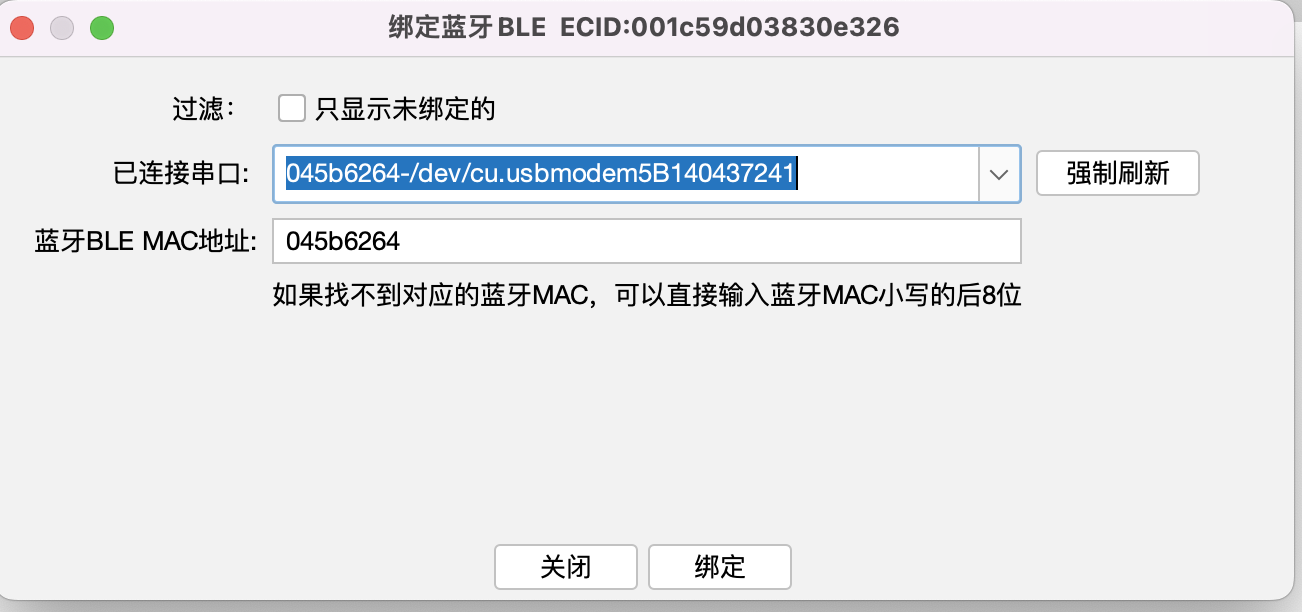 绑定蓝牙BLE ECID:001c59d03830e326
过滤： 只显示未绑定的
已连接串口: 045b6264-/dev/cu.usbmodem5B140437241 强制刷新
蓝牙BLE MAC地址: 045b6264
如果找不到对应的蓝牙MAC，可以直接输入蓝牙MAC小写的后8位
关闭 绑定